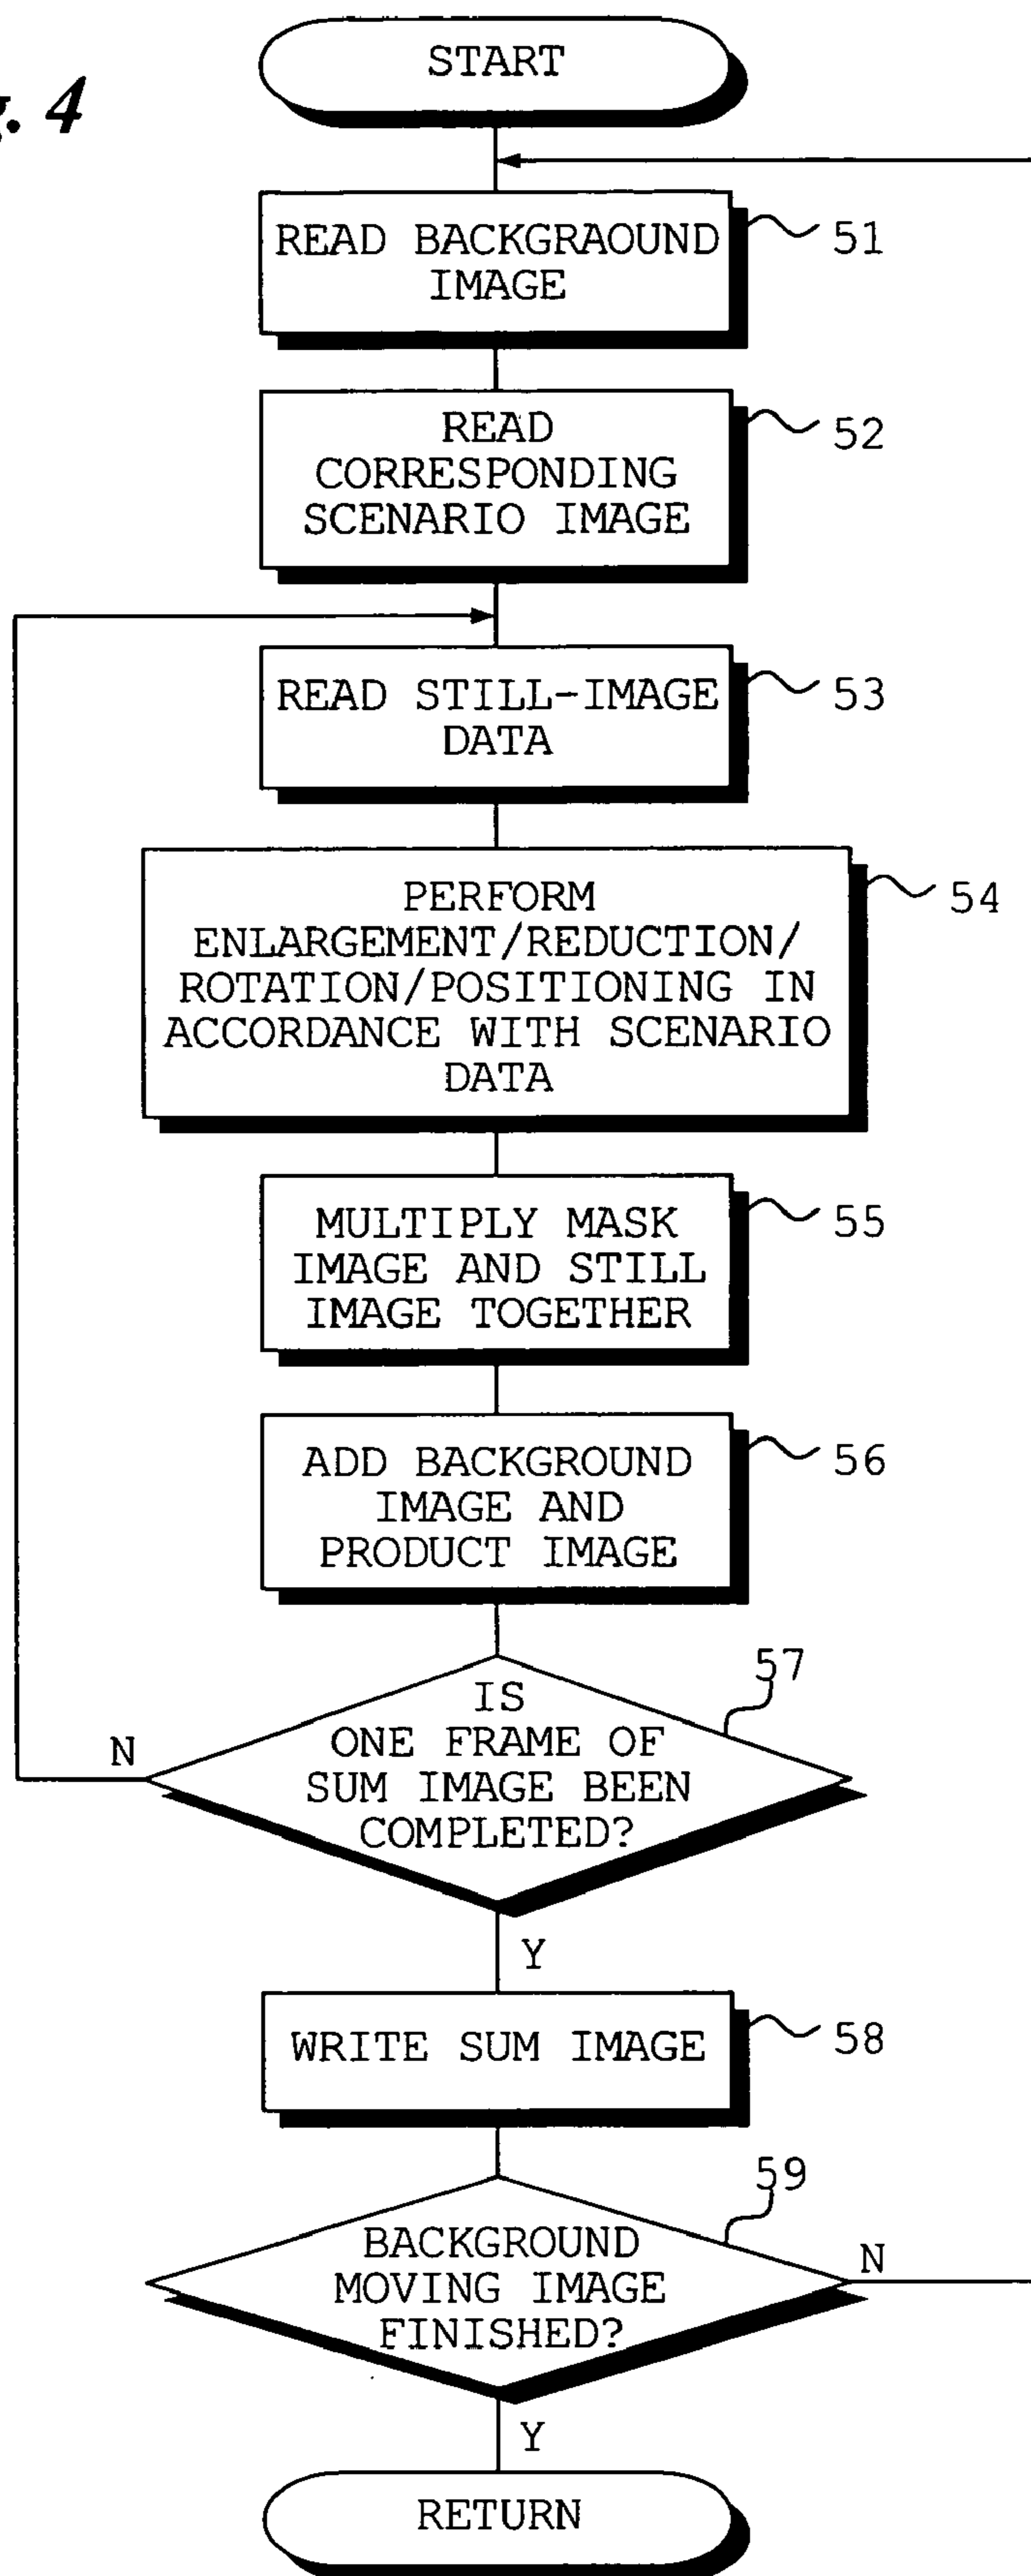 g. 4
START
READ BACKGRAOUND
IMAGE
51
READ
CORRESPONDING
SCENARIO IMAGE
52
READ STILL-IMAGE
DATA
53
PERFORM
ENLARGEMENT/REDUCTION/
ROTATION/POSITIONING IN
ACCORDANCE WITH SCENARIO
DATA
54
MULTIPLY MASK
IMAGE AND STILL
IMAGE TOGETHER
55
ADD BACKGROUND
IMAGE AND
PRODUCT IMAGE
56
IS
ONE FRAME OF
SUM IMAGE BEEN
COMPLETED?
57
N
Y
WRITE SUM IMAGE
58
BACKGROUND
MOVING IMAGE
FINISHED?
59
N
Y
RETURN